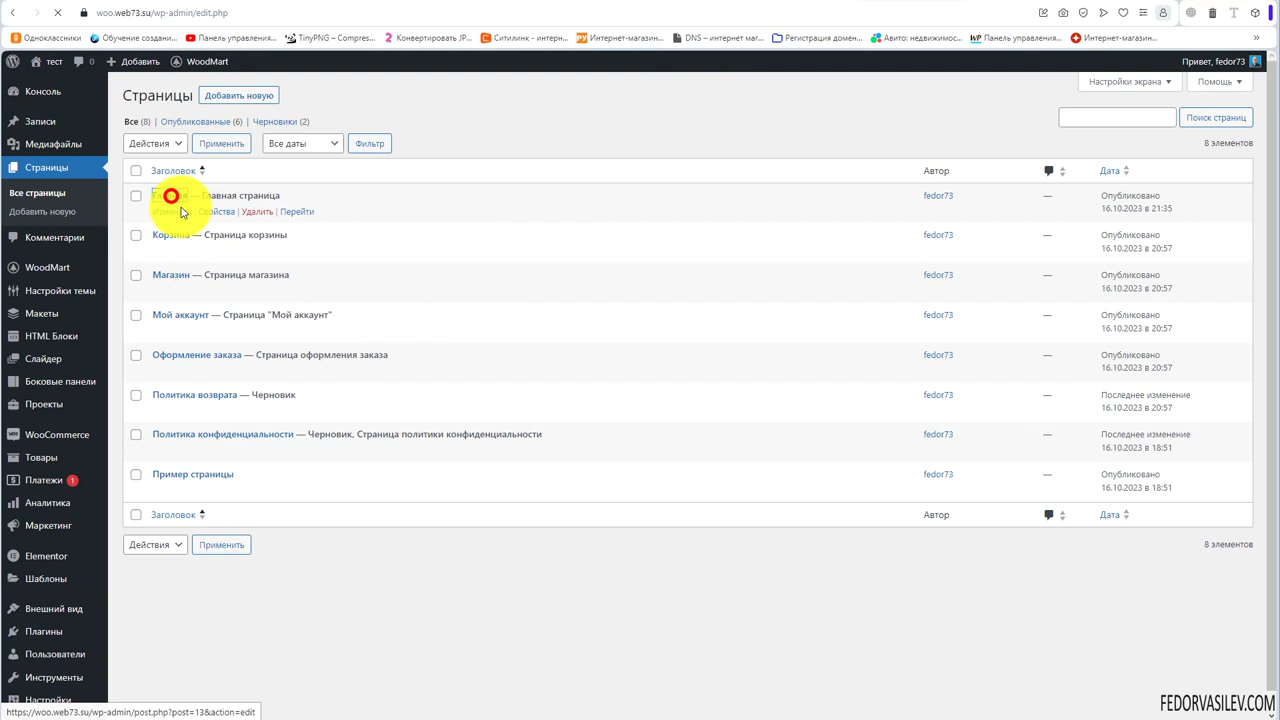 woo.web73.su/wp-admin/edit.php
Одноклассники
Обучение создани...
Панель управления...
TinyPNG – Compres...
Конвертировать JP...
Ситилинк - интерн...
Интернет-магазин...
DNS – интернет маг...
Регистрация домен...
Авито: недвижимос...
Панель управления...
Интернет-магазин...
тест
0
Добавить
WoodMart
Привет, fedor73
Консоль
Записи
Медиафайлы
Страницы
Все страницы
Добавить новую
Комментарии
WoodMart
Настройки темы
Макеты
HTML Блоки
Слайдер
Боковые панели
Проекты
WooCommerce
Товары
Платежи 1
Аналитика
Маркетинг
Elementor
Шаблоны
Внешний вид
Плагины
Пользователи
Инструменты
Настройки
Настройки экрана
Помощь
Страницы
Добавить новую
Все (8) | Опубликованные (6) | Черновики (2)
Поиск страниц
Действия
Применить
Все даты
Фильтр
8 элементов
Заголовок
Автор
Дата
— Главная страница
Свойства | Удалить | Перейти
fedor73
—
Опубликовано
16.10.2023 в 21:35
Корзина — Страница корзины
fedor73
—
Опубликовано
16.10.2023 в 20:57
Магазин — Страница магазина
fedor73
—
Опубликовано
16.10.2023 в 20:57
Мой аккаунт — Страница "Мой аккаунт"
fedor73
—
Опубликовано
16.10.2023 в 20:57
Оформление заказа — Страница оформления заказа
fedor73
—
Опубликовано
16.10.2023 в 20:57
Политика возврата — Черновик
fedor73
—
Последнее изменение
16.10.2023 в 20:57
Политика конфиденциальности — Черновик, Страница политики конфиденциальности
fedor73
—
Последнее изменение
16.10.2023 в 18:51
Пример страницы
fedor73
—
Опубликовано
16.10.2023 в 18:51
Заголовок
Автор
Дата
Действия
Применить
8 элементов
https://woo.web73.su/wp-admin/post.php?post=13&action=edit
FEDORVASILEV.COM